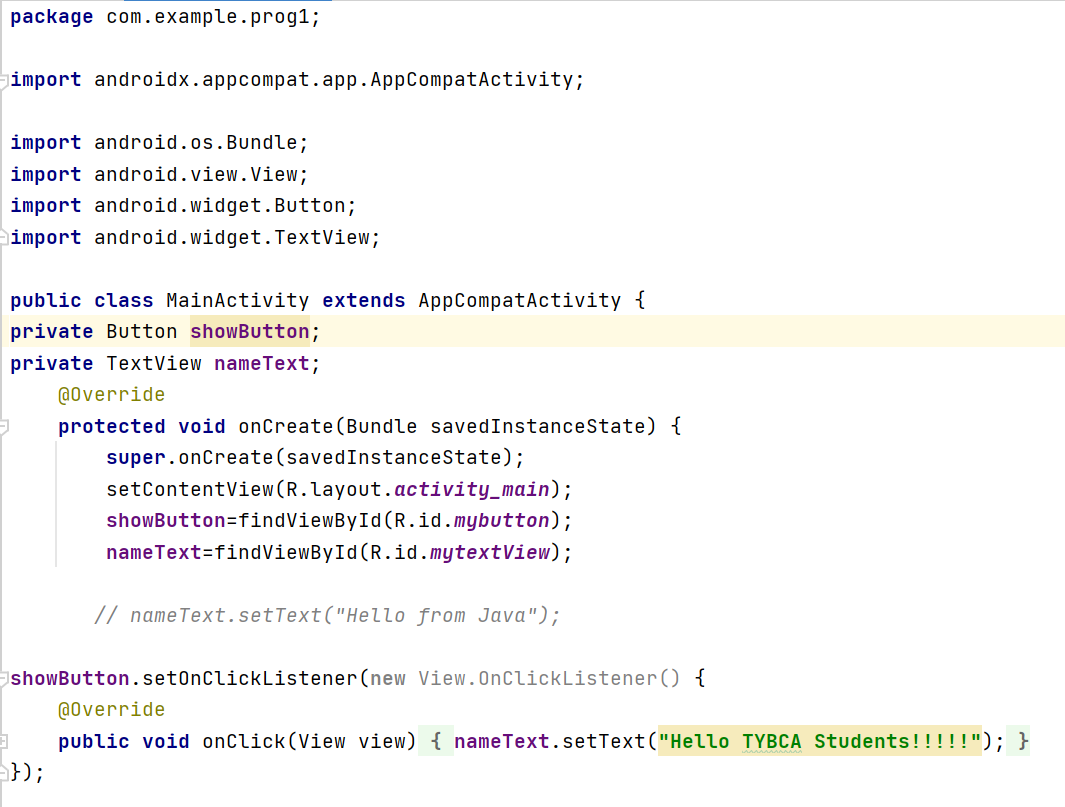 package com.example.prog1;
import androidx.appcompat.app.AppCompatActivity;
import android.os.Bundle;
import android.view.View;
import android.widget.Button;
import android.widget.TextView;
public class MainActivity extends AppCompatActivity {
private Button showButton;
private TextView nameText;
@Override
protected void onCreate(Bundle savedInstanceState) {
super.onCreate(savedInstanceState);
setContentView(R.layout.activity_main);
showButton=findViewById(R.id.mybutton);
nameText=findViewById(R.id.mytextView);
// nameText.setText("Hello from Java");
showButton.setOnClickListener(new View.OnClickListener() {
@Override
public void onClick(View view) { nameText.setText("Hello TYBCA Students!!!!!"); }
});